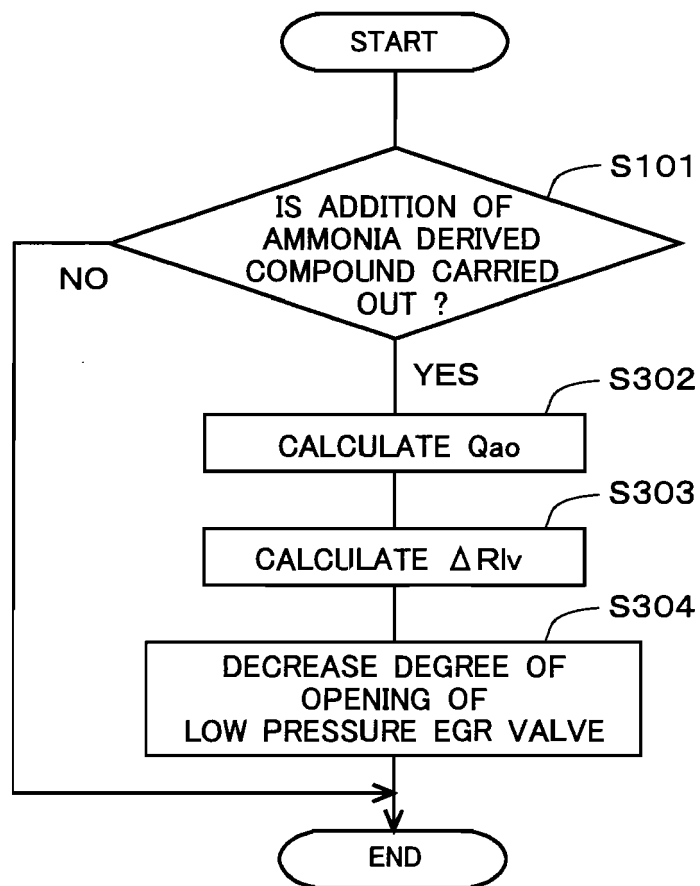 START
S101
IS ADDITION OF
AMMONIA DERIVED
COMPOUND CARRIED
OUT ?
NO
YES
S302
CALCULATE Qao
S303
CALCULATE ΔRlv
S304
DECREASE DEGREE OF
OPENING OF
LOW PRESSURE EGR VALVE
END